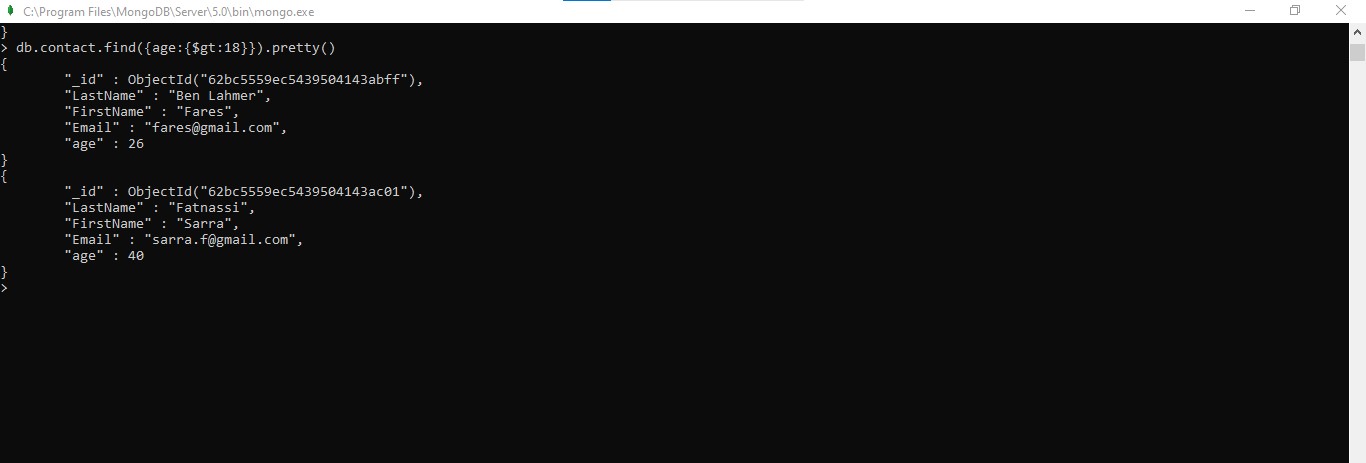 C:\Program Files\MongoDB\Server\5.0\bin\mongo.exe
}
> db.contact.find({age:{$gt:18}}).pretty()
{
        "_id" : ObjectId("62bc5559ec5439504143abff"),
        "LastName" : "Ben Lahmer",
        "FirstName" : "Fares",
        "Email" : "fares@gmail.com",
        "age" : 26
}
{
        "_id" : ObjectId("62bc5559ec5439504143ac01"),
        "LastName" : "Fatnassi",
        "FirstName" : "Sarra",
        "Email" : "sarra.f@gmail.com",
        "age" : 40
}
>